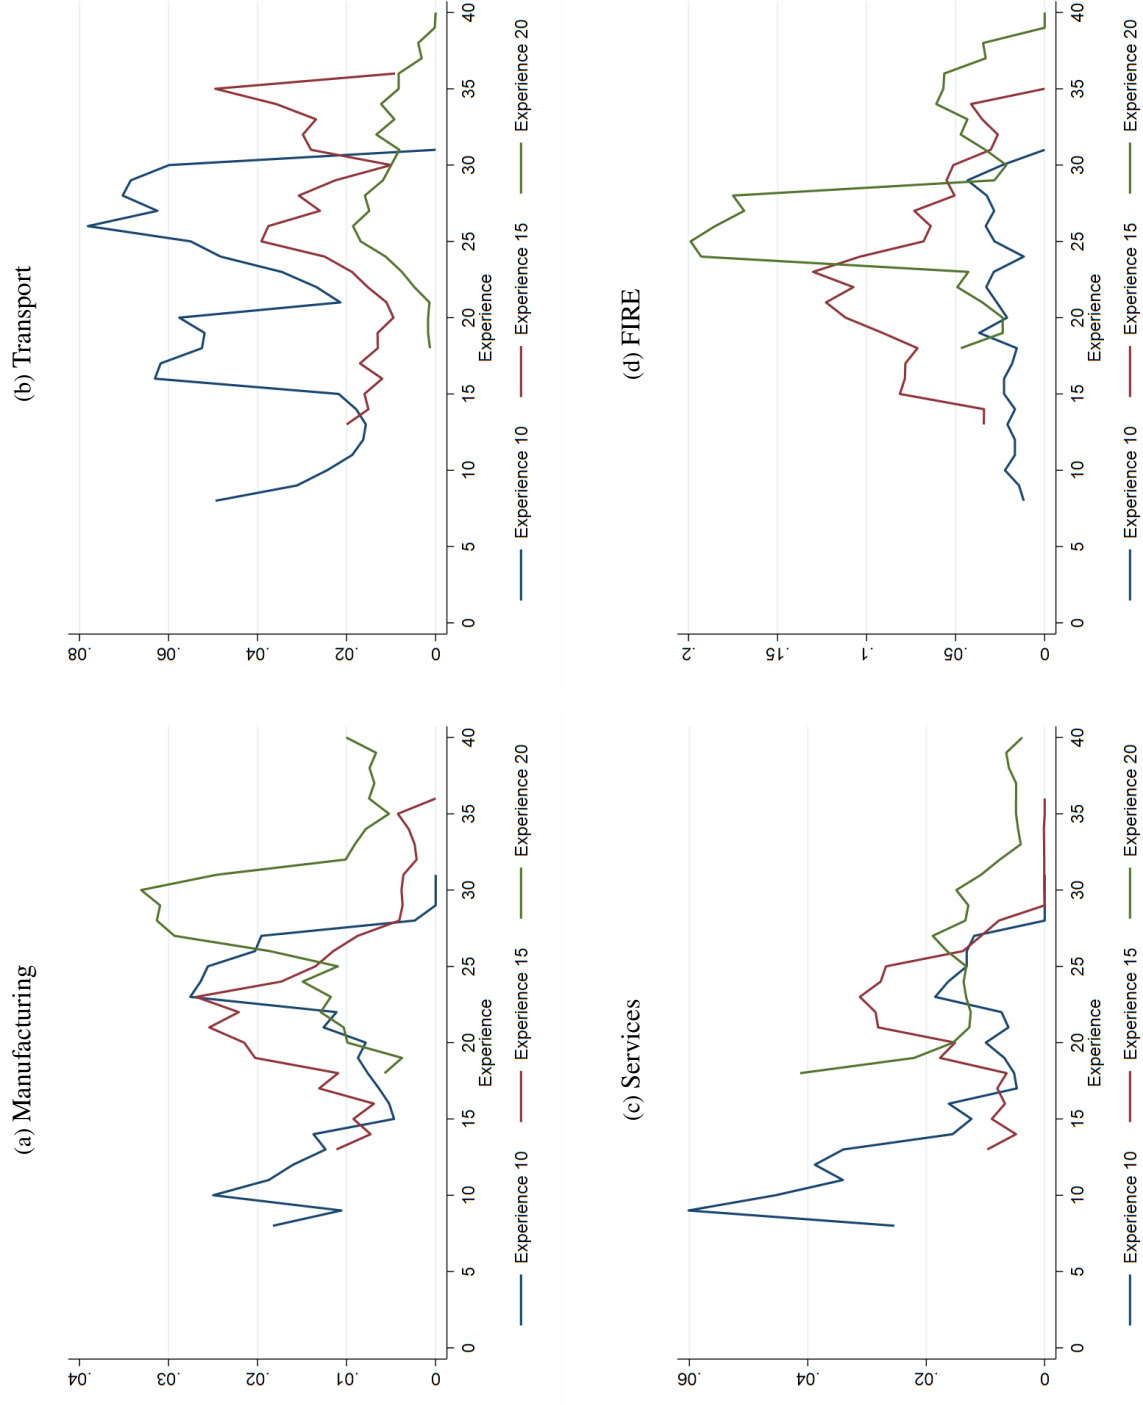 (a) Manufacturing
.04
.03
.02
.01
0
0 5 10 15 20 25 30 35 40
Experience
Experience 10 Experience 15 Experience 20
(b) Transport
.08
.06
.04
.02
0
0 5 10 15 20 25 30 35 40
Experience
Experience 10 Experience 15 Experience 20
(c) Services
.06
.04
.02
0
0 5 10 15 20 25 30 35 40
Experience
Experience 10 Experience 15 Experience 20
(d) FIRE
.2
.15
.1
.05
0
0 5 10 15 20 25 30 35 40
Experience
Experience 10 Experience 15 Experience 20